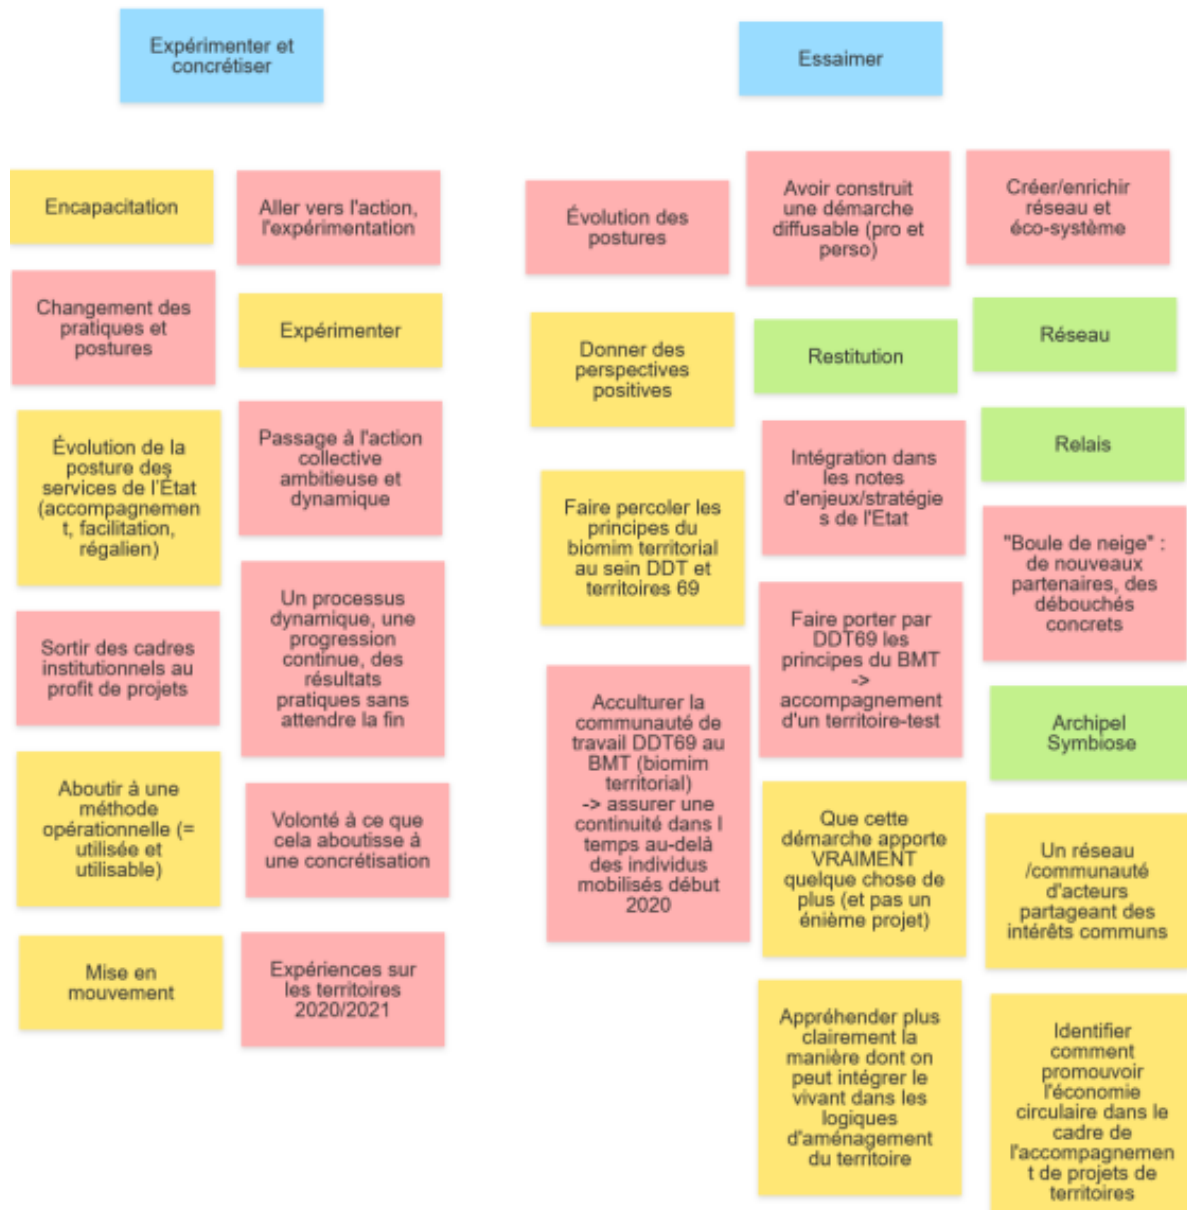 Expérimenter et
concrétiser
Encapacitation
Aller vers l'action,
l'expérimentation
Changement des
pratiques et
postures
Expérimenter
Évolution de la
posture des
services de l'État
(accompagnemen
t, facilitation,
régalien)
Passage à l'action
collective
ambitieuse et
dynamique
Sortir des cadres
institutionnels au
profit de projets
Un processus
dynamique, une
progression
continue, des
résultats
pratiques sans
attendre la fin
Aboutir à une
méthode
opérationnelle (=
utilisée et
utilisable)
Volonté à ce que
cela aboutisse à
une concrétisation
Mise en
mouvement
Expériences sur
les territoires
2020/2021
Essaimer
Évolution des
postures
Avoir construit
une démarche
diffusable (pro et
perso)
Créer/enrichir
réseau et
éco-système
Donner des
perspectives
positives
Restitution
Réseau
Relais
Faire percoler les
principes du
biomim territorial
au sein DDT et
territoires 69
Intégration dans
les notes
d'enjeux/stratégie
s de l'Etat
"Boule de neige" :
de nouveaux
partenaires, des
débouchés
concrets
Acculturer la
communauté de
travail DDT69 au
BMT (biomim
territorial)
-> assurer une
continuité dans l
temps au-delà
des individus
mobilisés début
2020
Faire porter par
DDT69 les
principes du BMT
->
accompagnement
d'un territoire-test
Archipel
Symbiose
Que cette
démarche apporte
VRAIMENT
quelque chose de
plus (et pas un
énième projet)
Un réseau
/communauté
d'acteurs
partageant des
intérêts communs
Appréhender plus
clairement la
manière dont on
peut intégrer le
vivant dans les
logiques
d'aménagement
du territoire
Identifier
comment
promouvoir
l'économie
circulaire dans le
cadre de
l'accompagnemen
t de projets de
territoires